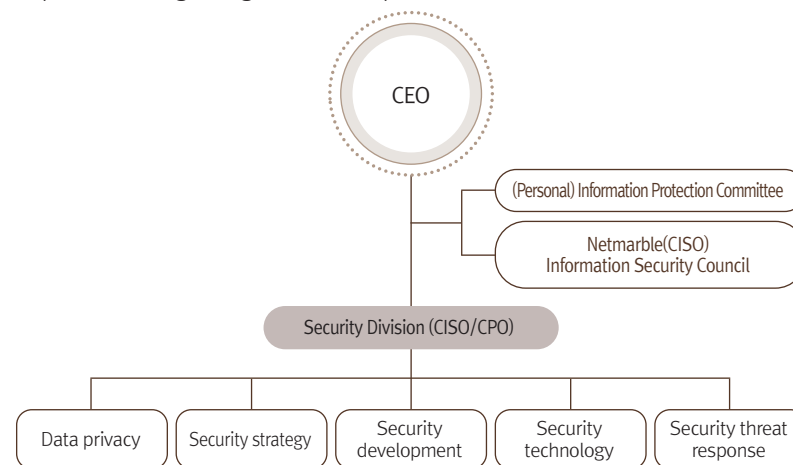 CEO
(Personal) Information Protection Committee
Netmarble(CISO)
Information Security Council
Security Division (CISO/CPO)
Data privacy
Security strategy
Security
development
Security
technology
Security threat
response